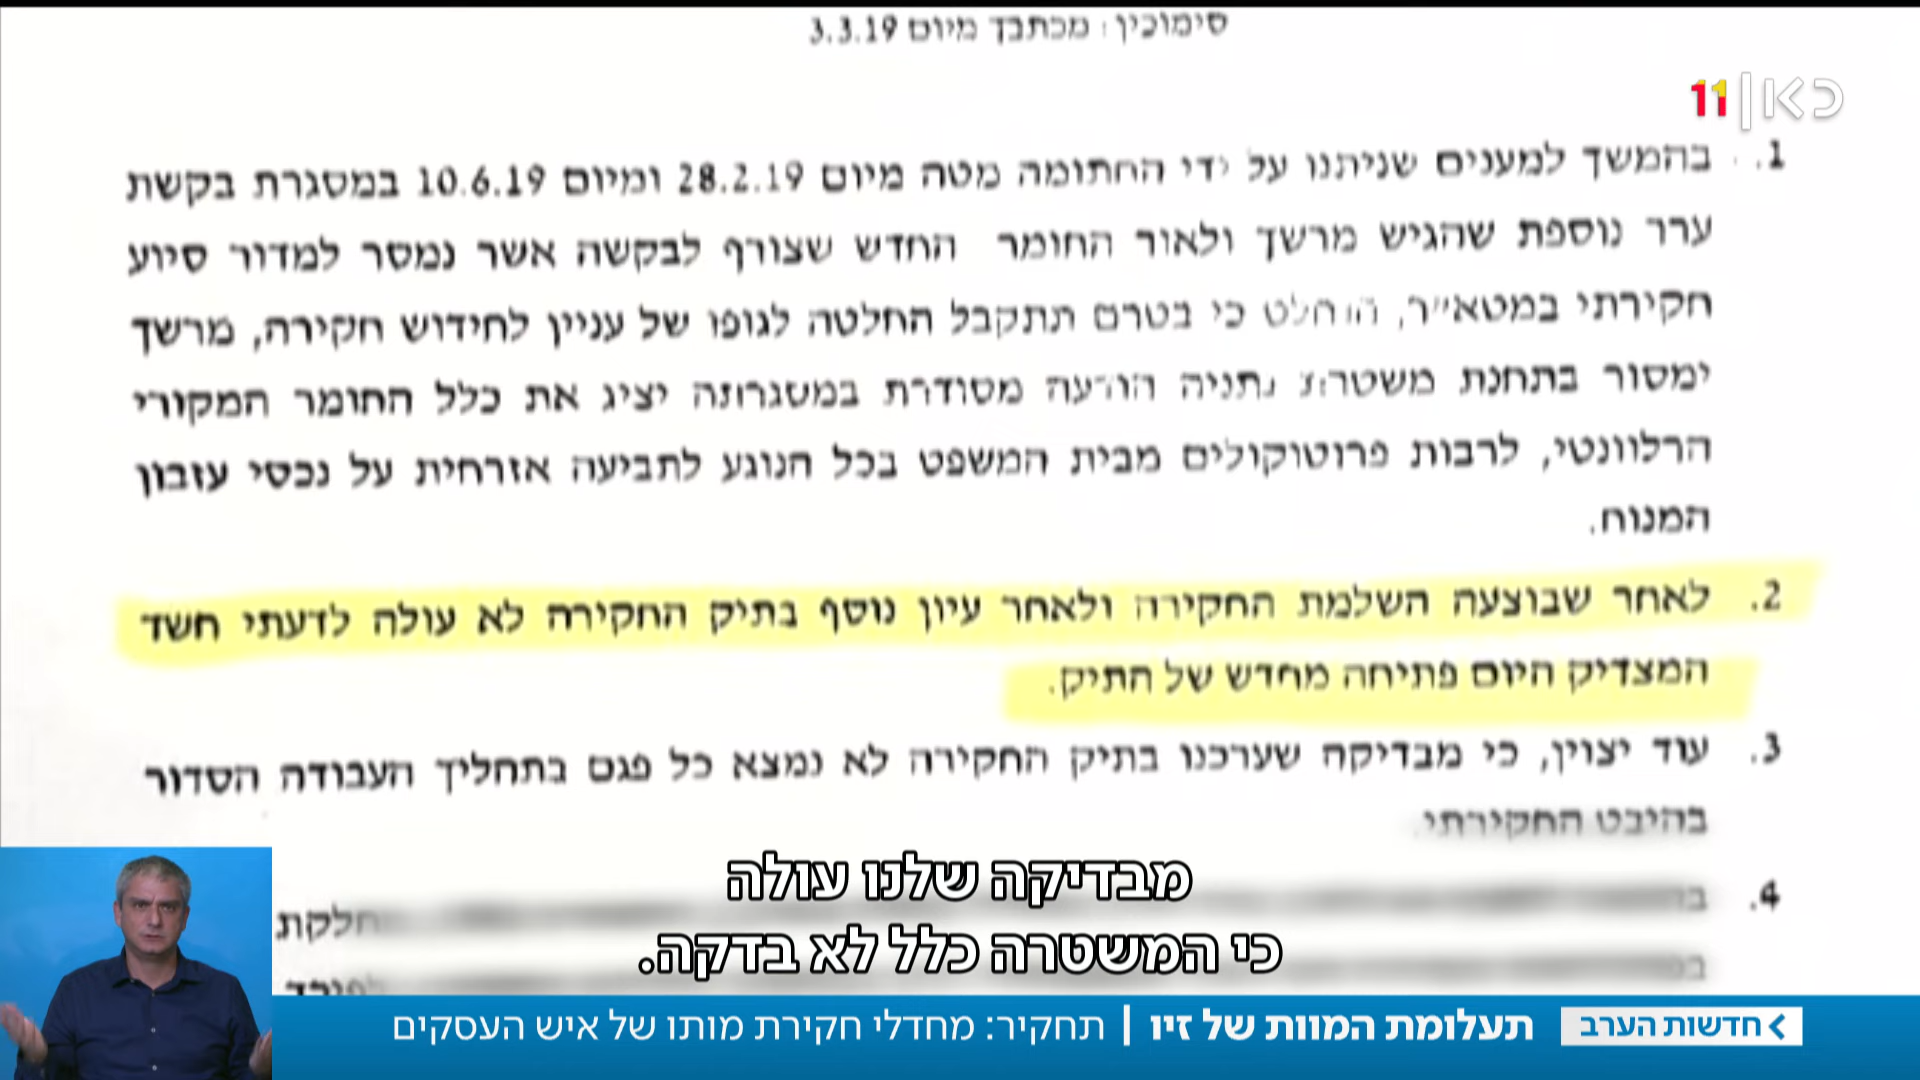 סימוכין: מכתבך מיום 3.3.19
כאן|11
1. בהמשך למענים שניתנו על ידי החתומה מטה מיום 28.2.19 ומיום 10.6.19 במסגרת בקשת
ערר נוספת שהגיש מרשך ולאור החומר החדש שצורף לבקשה אשר נמסר למדור סיוע
חקירתי במטא״ר, הוחלט כי בטרם תתקבל החלטה לגופו של עניין לחידוש חקירה, מרשך
ימסור בתחנת משטרת נתניה הודעה מסודרת במסגרתה יציג את כלל החומר המקורי
הרלוונטי, לרבות פרוטוקולים מבית המשפט בכל הנוגע לתביעה אזרחית על נכסי עזבון
המנוח.
2. לאחר שבוצעה השלמת החקירה ולאחר עיון נוסף בתיק החקירה לא עולה לדעתי חשד
המצדיק היום פתיחה מחדש של התיק.
3. עוד יצוין, כי מבדיקה שערכנו בתיק החקירה לא נמצא כל פגם בתהליך העבודה הסדור
בהיבט החקירתי.
4.
מבדיקה שלנו עולה
כי המשטרה כלל לא בדקה.
חדשות הערב
תעלומת המוות של זיו | תחקיר: מחדלי חקירת מותו של איש העסקים